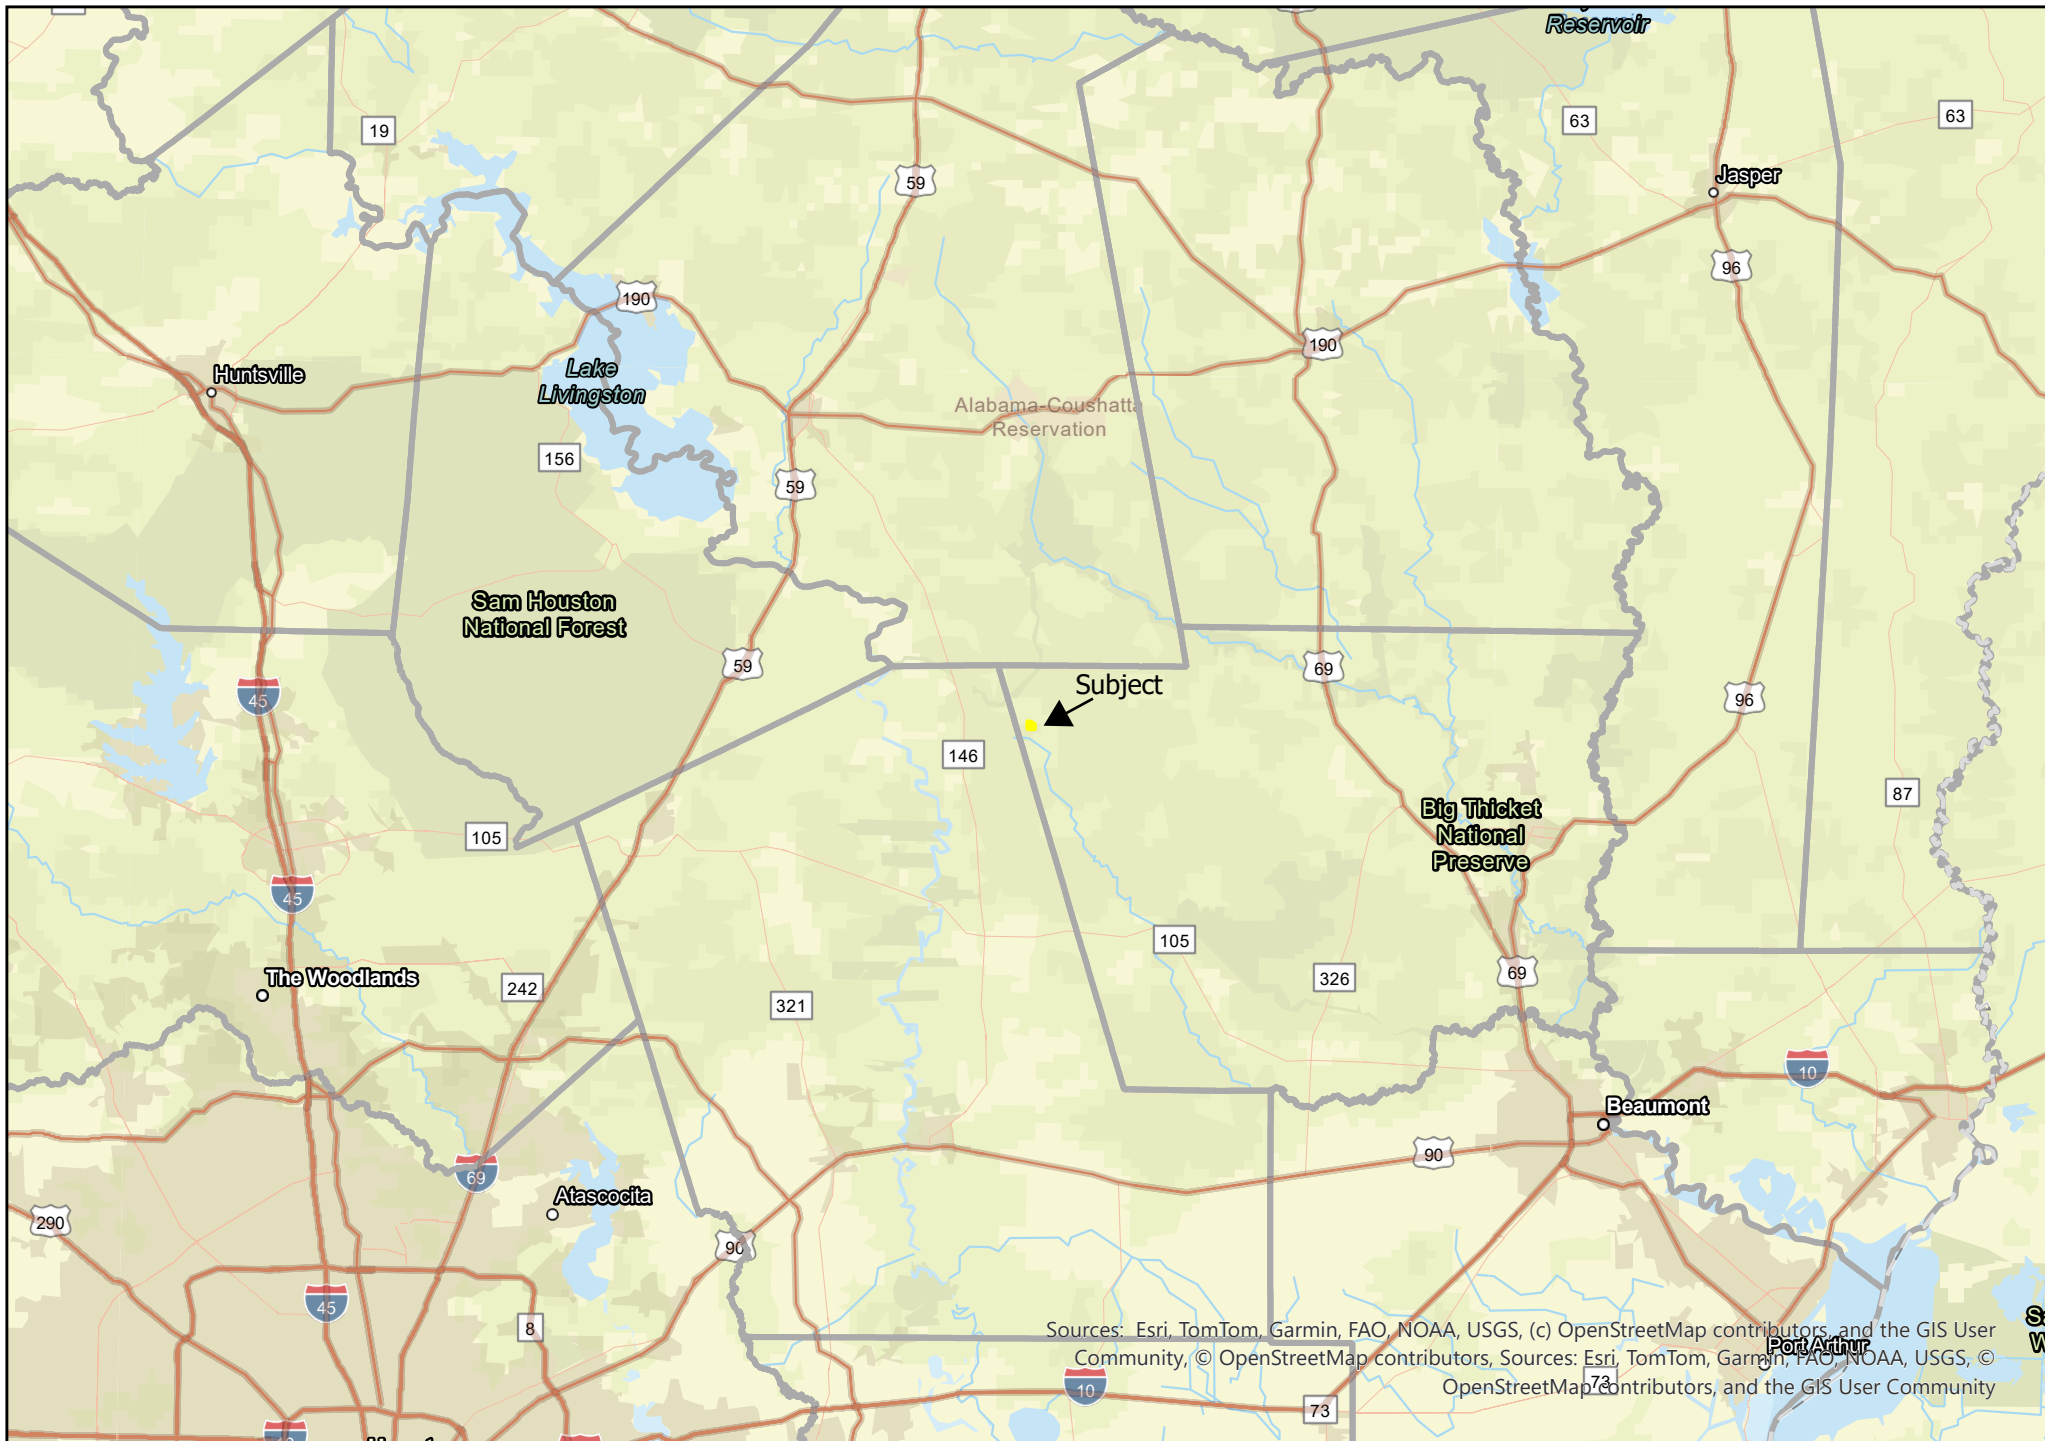 Reservoir
19
63
63
59
Jasper
96
190
190
Huntsville
Lake
Livingston
Alabama-Coushatta
Reservation
156
59
Sam Houston
National Forest
59
69
Subject
45
96
146
87
105
Big Thicket
National
Preserve
45
105
The Woodlands
242
321
326
69
10
Beaumont
90
69
Atascocita
290
90
45
8
Sources: Esri, TomTom, Garmin, FAO, NOAA, USGS, (c) OpenStreetMap contributors, and the GIS User
Community, © OpenStreetMap contributors, Sources: Esri, TomTom, Garmin, FAO, NOAA, USGS, ©
OpenStreetMap contributors, and the GIS User Community
Port Arthur
10
73
73